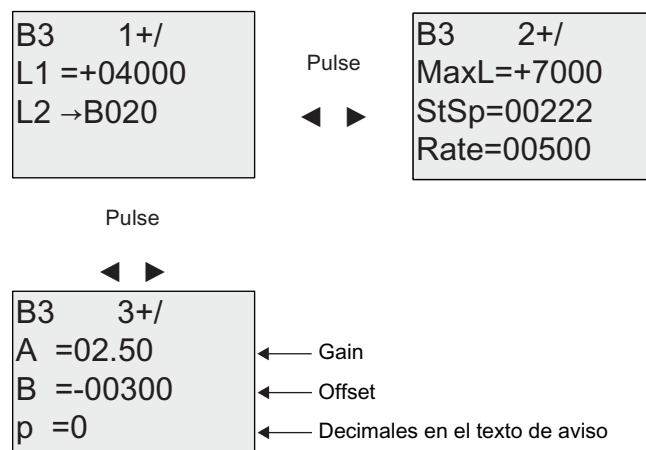 B3 1+/
L1 =+04000
L2 →B020
Pulse
B3 2+/
MaxL=+7000
StSp=00222
Rate=00500
Pulse
B3 3+/
A =02.50
B =-00300
p =0
Gain
Offset
Decimales en el texto de aviso